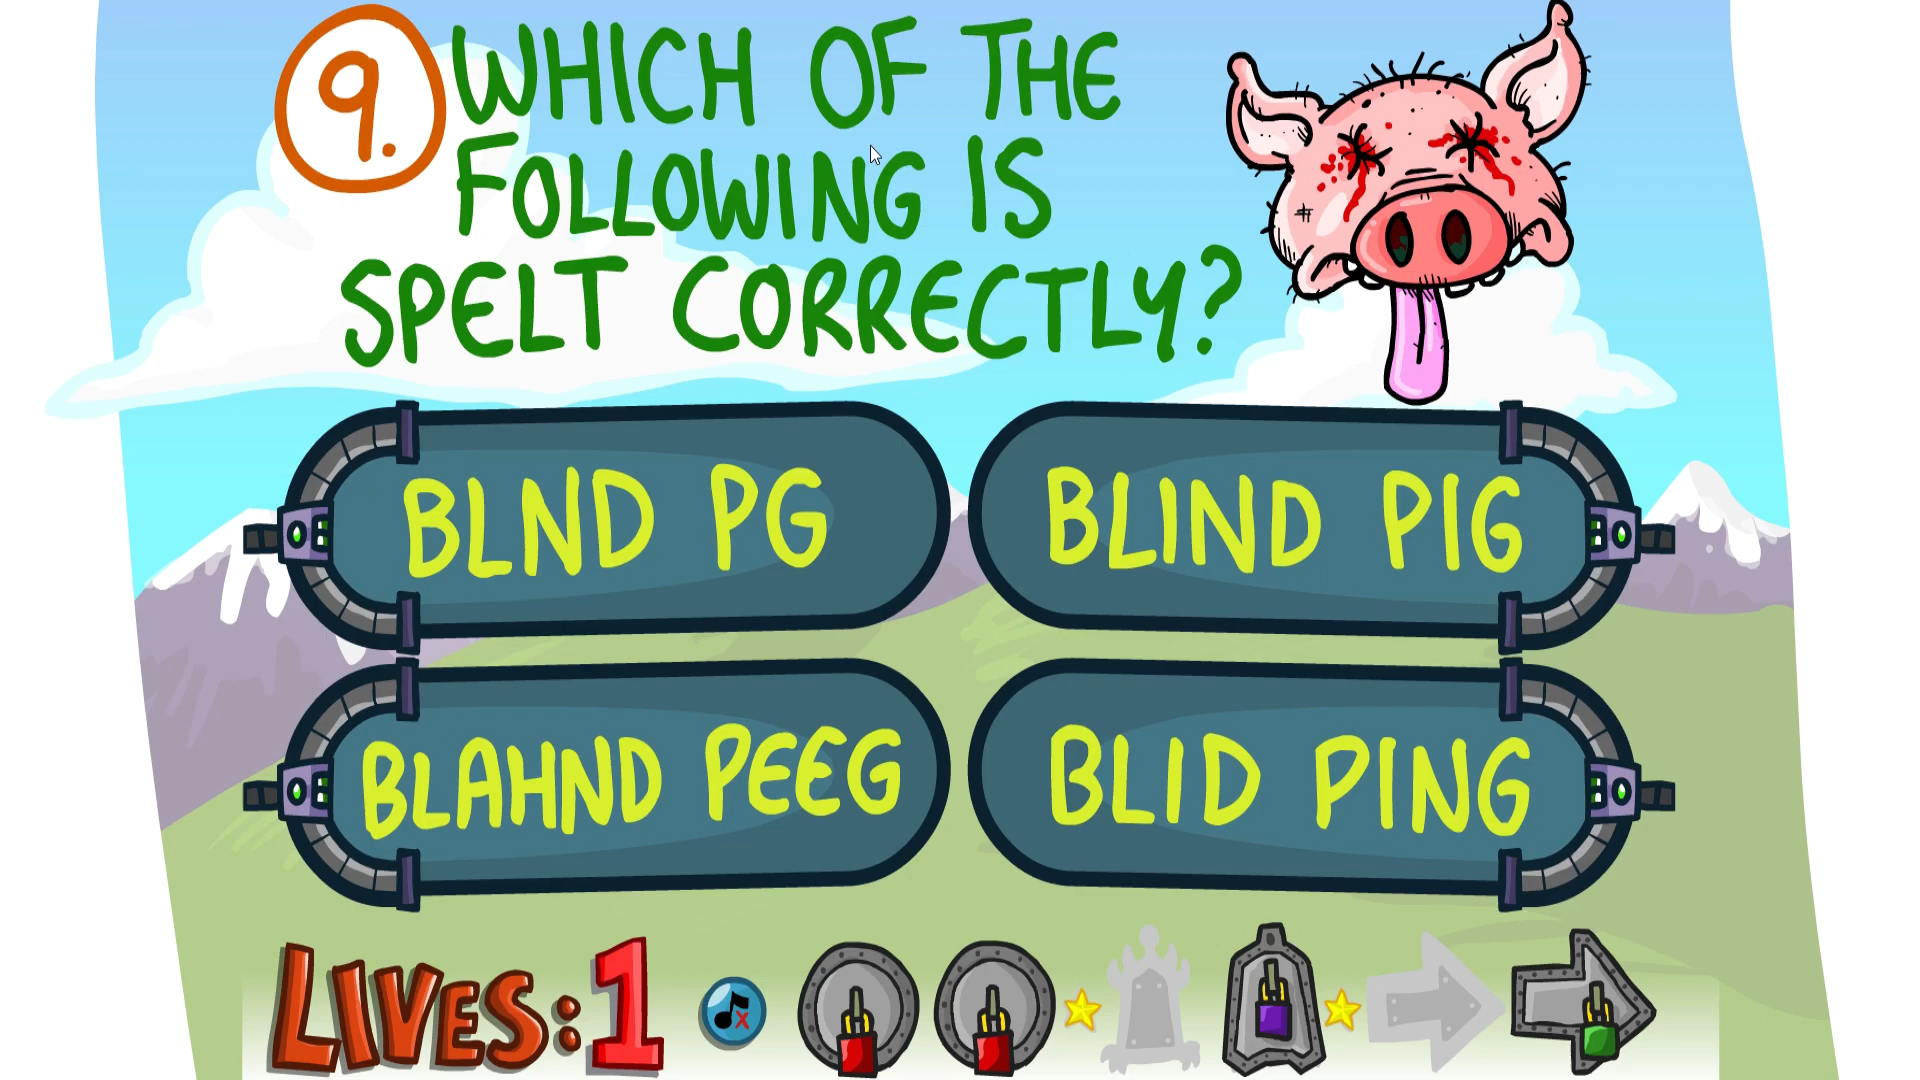 9. WHICH OF THE
FOLLOWING IS
SPELT CORRECTLY?
BLND PG
BLIND PIG
BLAHND PEEG
BLID PING
LIVES: 1